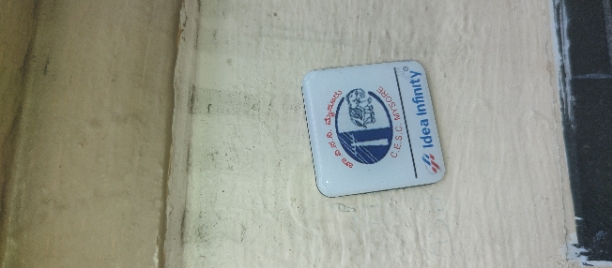 ಚಾ.ವಿ.ಸ.ನಿ. ಮೈಸೂರು
C.E.S.C. MYSORE
Idea Infinity